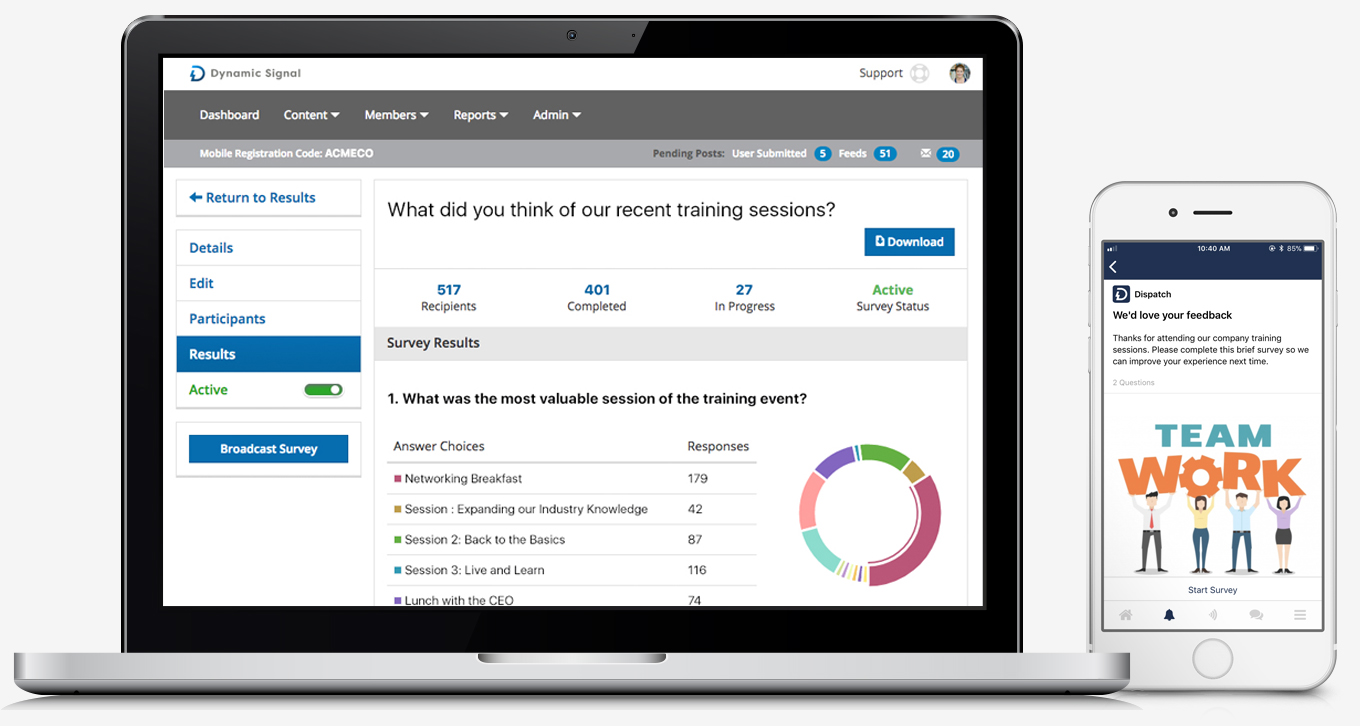 Dynamic Signal
Support
Dashboard Content Members Reports Admin
Mobile Registration Code: ACMECO
Pending Posts: User Submitted 5 Feeds 51 20
Return to Results
Details
Edit
Participants
Results
Active
Broadcast Survey
What did you think of our recent training sessions?
Download
517 401 27 Active
Recipients Completed In Progress Survey Status
Survey Results
1. What was the most valuable session of the training event?
Answer Choices Responses
Networking Breakfast 179
Session : Expanding our Industry Knowledge 42
Session 2: Back to the Basics 87
Session 3: Live and Learn 116
Lunch with the CEO 74
10:40 AM 85%
Dispatch
We'd love your feedback
Thanks for attending our company training
sessions. Please complete this brief survey so we
can improve your experience next time.
2 Questions
TEAM
WORK
Start Survey